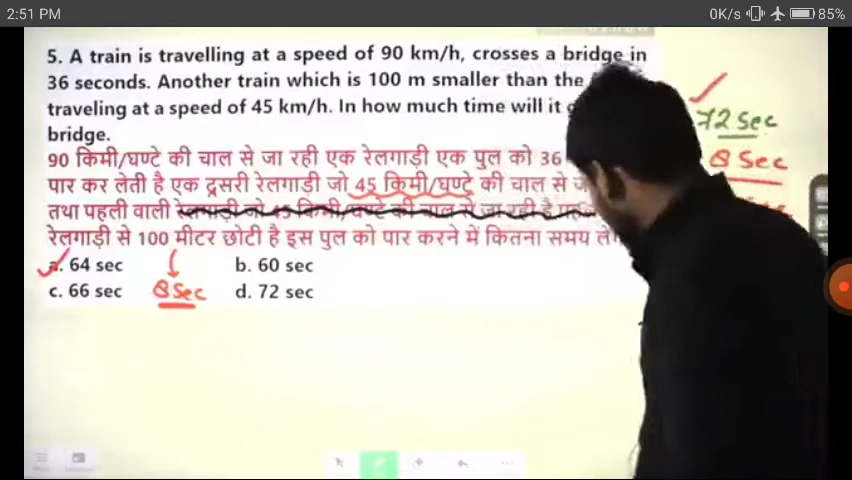 2:51 PM
0K/s 85%
5. A train is travelling at a speed of 90 km/h, crosses a bridge in
36 seconds. Another train which is 100 m smaller than the
traveling at a speed of 45 km/h. In how much time will it
bridge.
72 Sec
8 Sec
90 किमी/घण्टे की चाल से जा रही एक रेलगाड़ी एक पुल को 36
पार कर लेती है एक दूसरी रेलगाड़ी जो 45 किमी/घण्टे की चाल से
तथा पहली वाली
रेलगाड़ी से 100 मीटर छोटी है इस पुल को पार करने में कितना समय
a. 64 sec b. 60 sec
c. 66 sec 8 Sec d. 72 sec